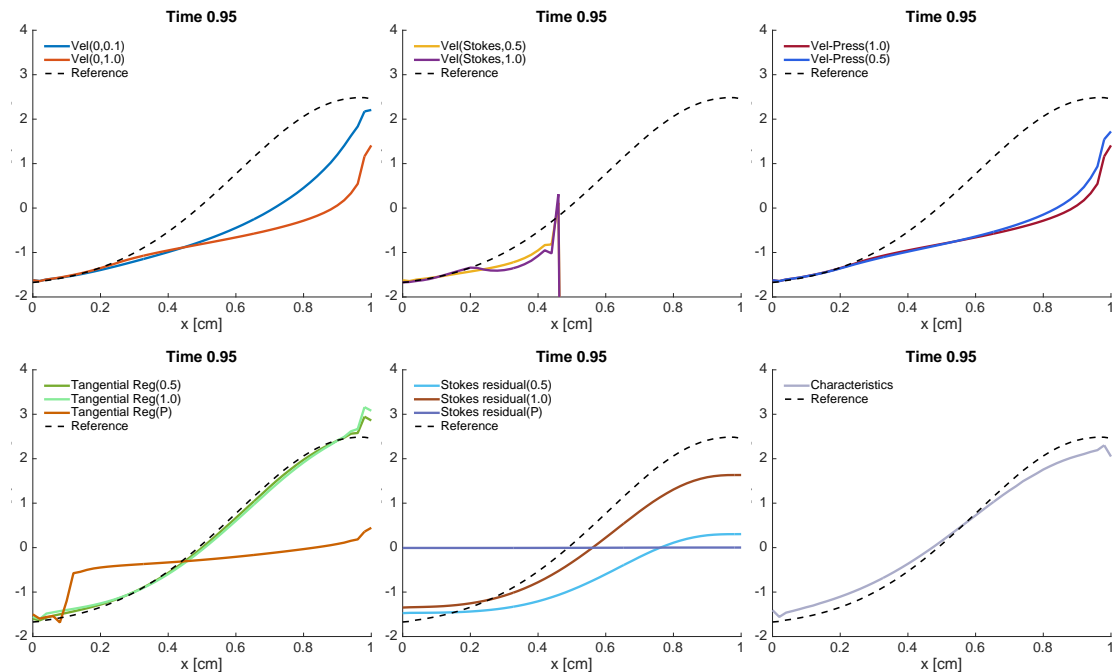 Time 0.95
4
3
2
1
0
-1
-2
Vel(0,0.1)
Vel(0,1.0)
Reference
0 0.2 0.4 0.6 0.8 1
x [cm]
Time 0.95
4
3
2
1
0
-1
-2
Vel(Stokes,0.5)
Vel(Stokes,1.0)
Reference
0 0.2 0.4 0.6 0.8 1
x [cm]
Time 0.95
4
3
2
1
0
-1
-2
Vel-Press(1.0)
Vel-Press(0.5)
Reference
0 0.2 0.4 0.6 0.8 1
x [cm]
Time 0.95
4
3
2
1
0
-1
-2
Tangential Reg(0.5)
Tangential Reg(1.0)
Tangential Reg(P)
Reference
0 0.2 0.4 0.6 0.8 1
x [cm]
Time 0.95
4
3
2
1
0
-1
-2
Stokes residual(0.5)
Stokes residual(1.0)
Stokes residual(P)
Reference
0 0.2 0.4 0.6 0.8 1
x [cm]
Time 0.95
4
3
2
1
0
-1
-2
Characteristics
Reference
0 0.2 0.4 0.6 0.8 1
x [cm]